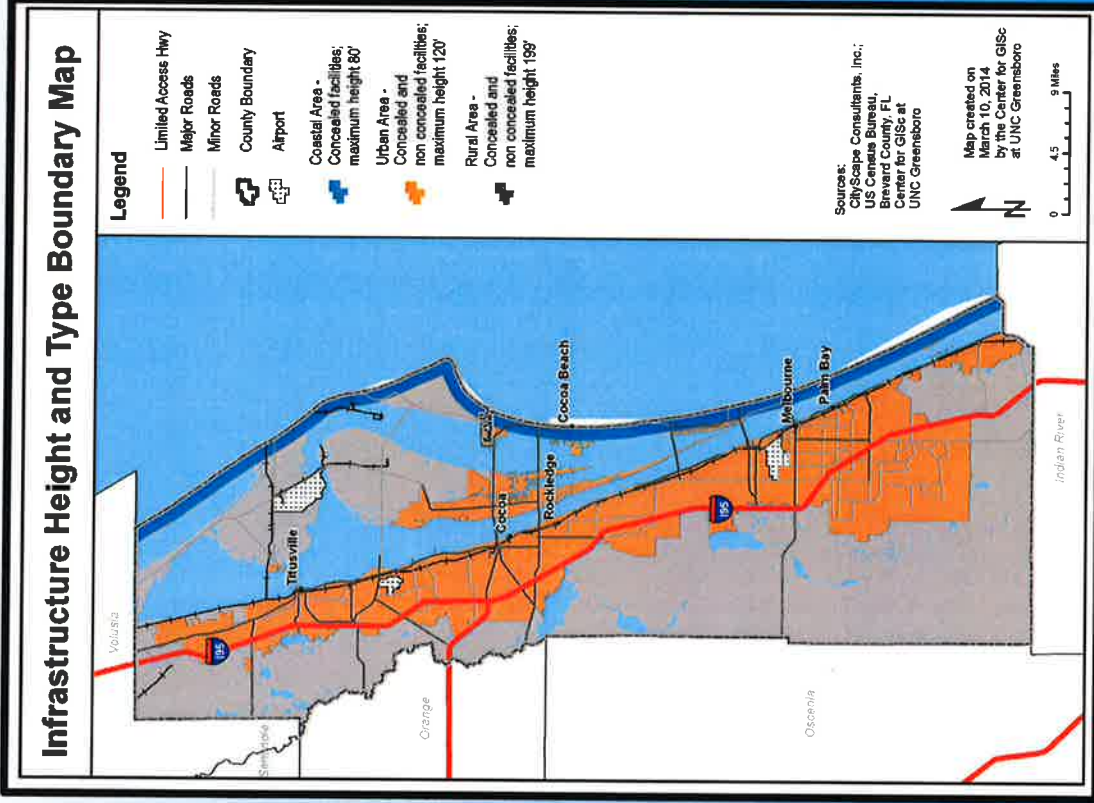 Infrastructure Height and Type Boundary Map
Legend
Limited Access Hwy
Major Roads
Minor Roads
County Boundary
Airport
Coastal Area -
Concealed facilities;
maximum height 80'
Urban Area -
Concealed and
non concealed facilities;
maximum height 120'
Rural Area -
Concealed and
non concealed facilities;
maximum height 199'
Sources:
CityScape Consultants, Inc.;
US Census Bureau,
Brevard County, FL
Center for GISc at
UNC Greensboro
Map created on
March 10, 2014
by the Center for GISc
at UNC Greensboro
N
0 4.5 9 Miles
Volusia
Seminole
Orange
Osceola
Indian River
Titusville
Cocoa
Rockledge
Cocoa Beach
Melbourne
Palm Bay
195
195